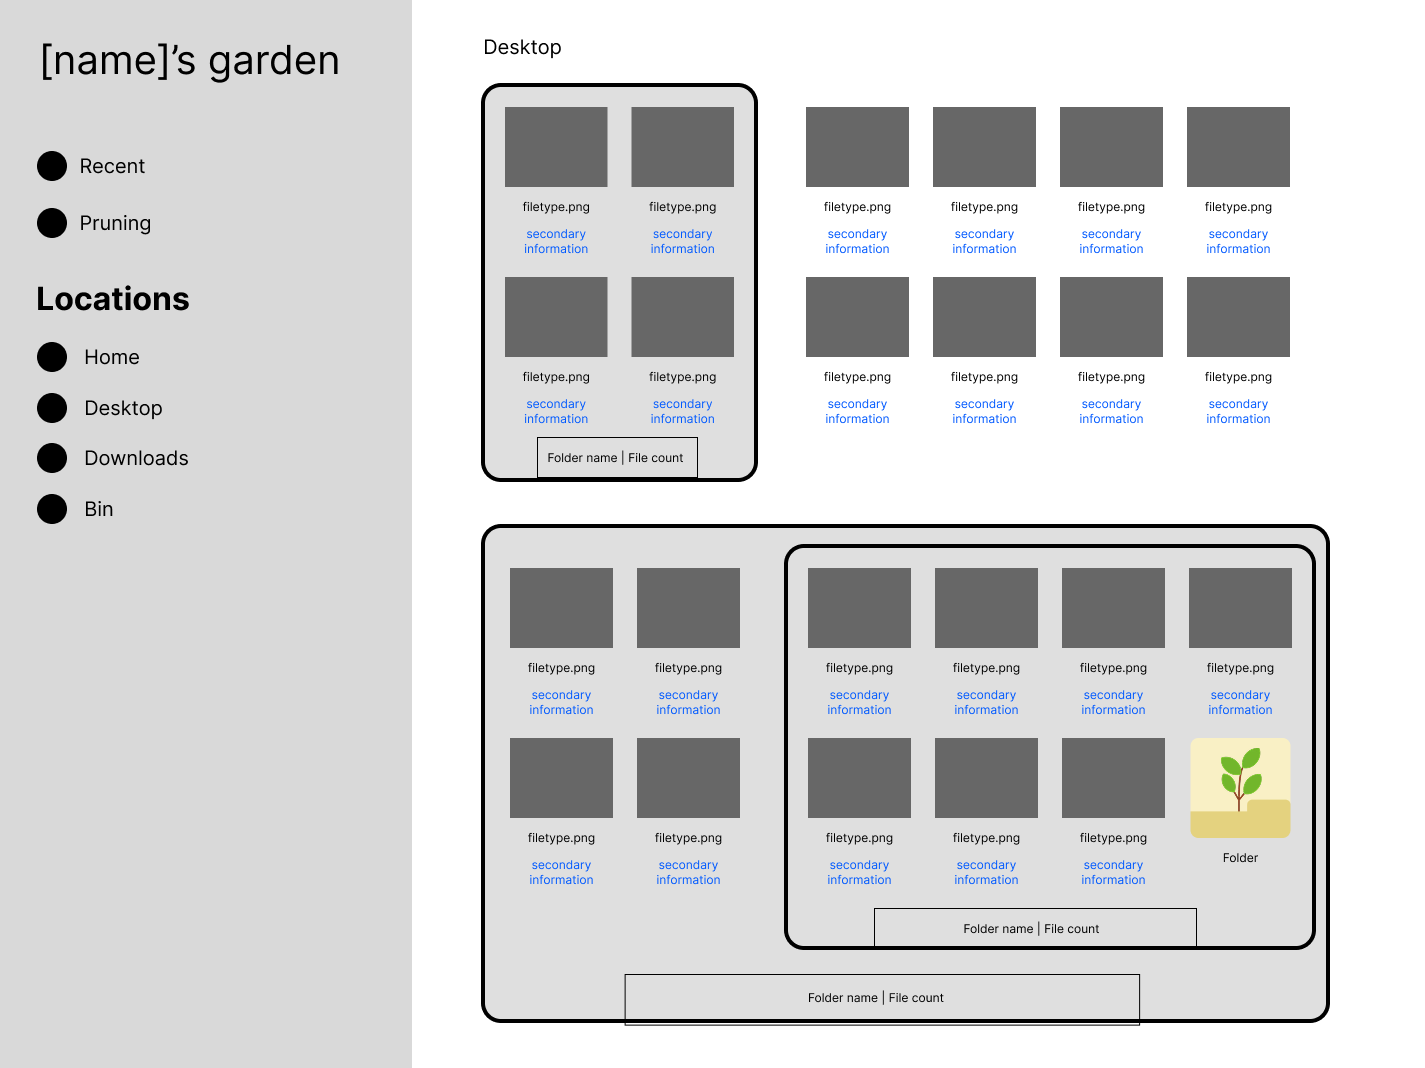 [name]’s garden
Recent
Pruning
Locations
Home
Desktop
Downloads
Bin
Desktop
filetype.png filetype.png
secondary secondary
information information
filetype.png filetype.png
secondary secondary
information information
Folder name | File count
filetype.png filetype.png filetype.png filetype.png
secondary secondary secondary secondary
information information information information
filetype.png filetype.png filetype.png filetype.png
secondary secondary secondary secondary
information information information information
filetype.png filetype.png
secondary secondary
information information
filetype.png filetype.png
secondary secondary
information information
filetype.png filetype.png filetype.png filetype.png
secondary secondary secondary secondary
information information information information
filetype.png filetype.png filetype.png
Folder
secondary secondary secondary
information information information
Folder name | File count
Folder name | File count